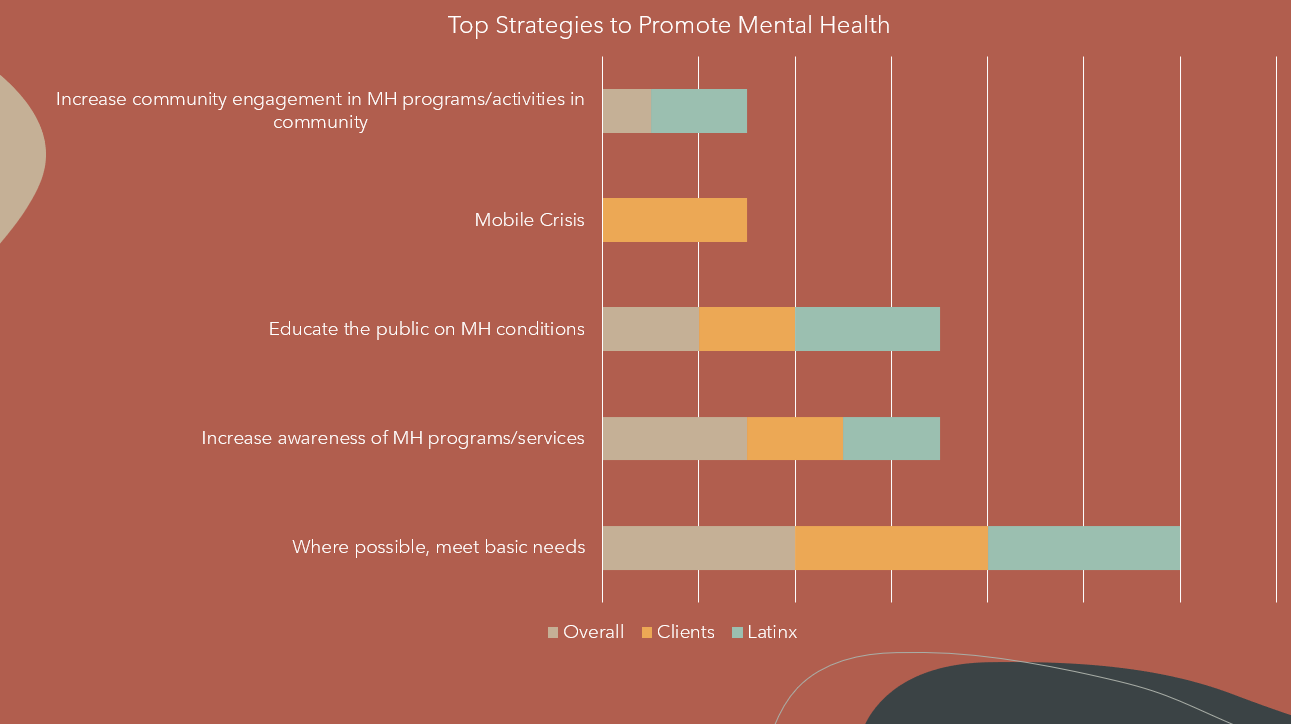 Top Strategies to Promote Mental Health
Increase community engagement in MH programs/activities in
community
Mobile Crisis
Educate the public on MH conditions
Increase awareness of MH programs/services
Where possible, meet basic needs
Overall Clients Latinx